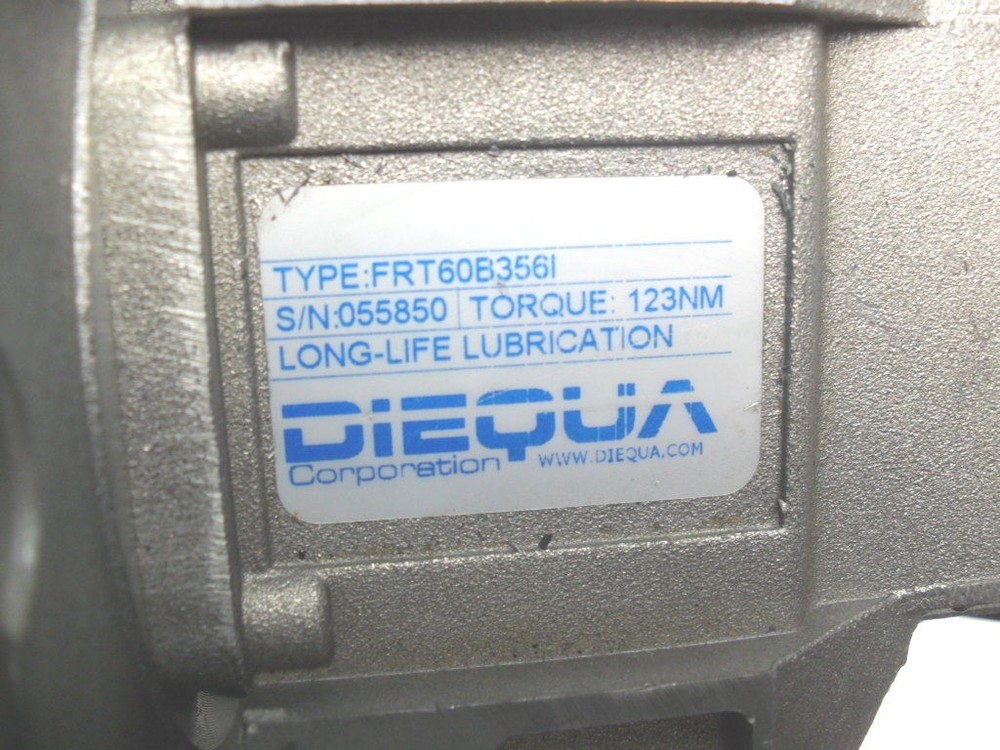 TYPE:FRT60B356I
S/N:055850 TORQUE: 123NM
LONG-LIFE LUBRICATION
DiEQUA
Corporation WWW.DIEQUA.COM